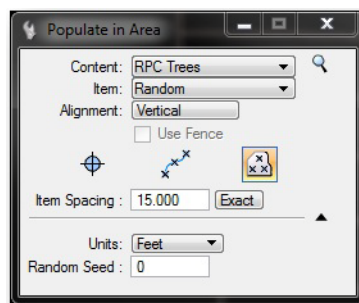 Populate in Area
Content: RPC Trees
Item: Random
Alignment: Vertical
Use Fence
Item Spacing : 15.000 Exact
Units: Feet
Random Seed : 0